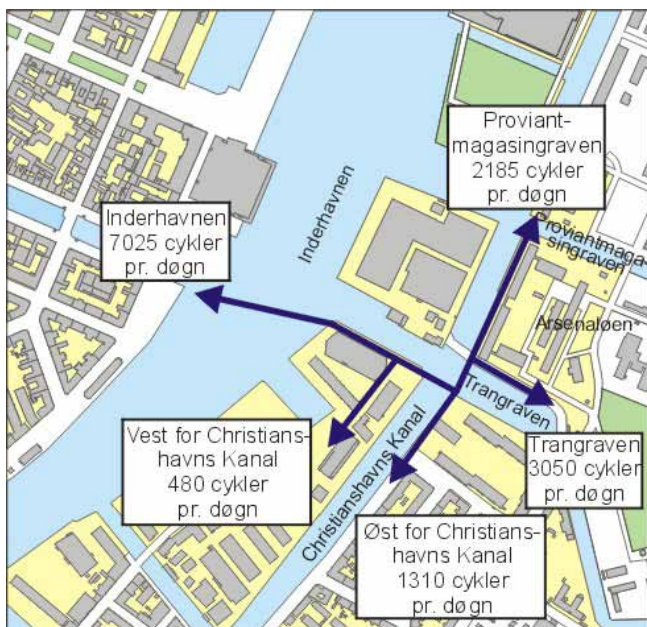 Proviant-
magasingraven
2185 cykler
pr. døgn
Inderhavnen
7025 cykler
pr. døgn
Inderhavnen
Proviantmaga-
singraven
Arsenaløen
Trangraven
Vest for Christians-
havns Kanal
480 cykler
pr. døgn
Christianshavns Kanal
Trangraven
3050 cykler
pr. døgn
Øst for Christians-
havns Kanal
1310 cykler
pr. døgn